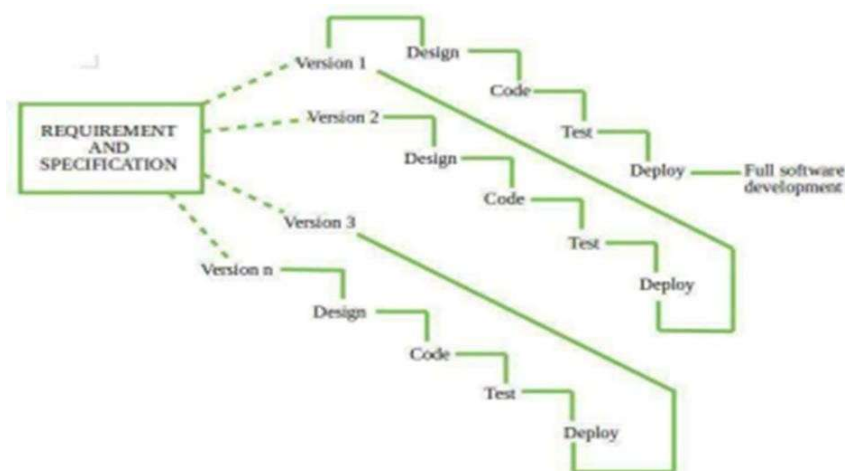 REQUIREMENT
AND
SPECIFICATION
Version 1
Design
Code
Test
Deploy
Full software
development
Version 2
Design
Code
Test
Deploy
Version 3
Version n
Design
Code
Test
Deploy